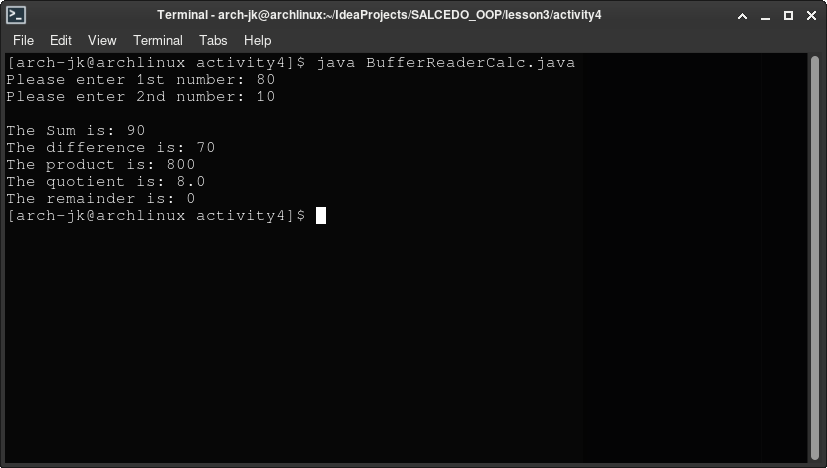 Terminal - arch-jk@archlinux:~/IdeaProjects/SALCEDO_OOP/lesson3/activity4
File Edit View Terminal Tabs Help
[arch-jk@archlinux activity4]$ java BufferReaderCalc.java
Please enter 1st number: 80
Please enter 2nd number: 10

The Sum is: 90
The difference is: 70
The product is: 800
The quotient is: 8.0
The remainder is: 0
[arch-jk@archlinux activity4]$